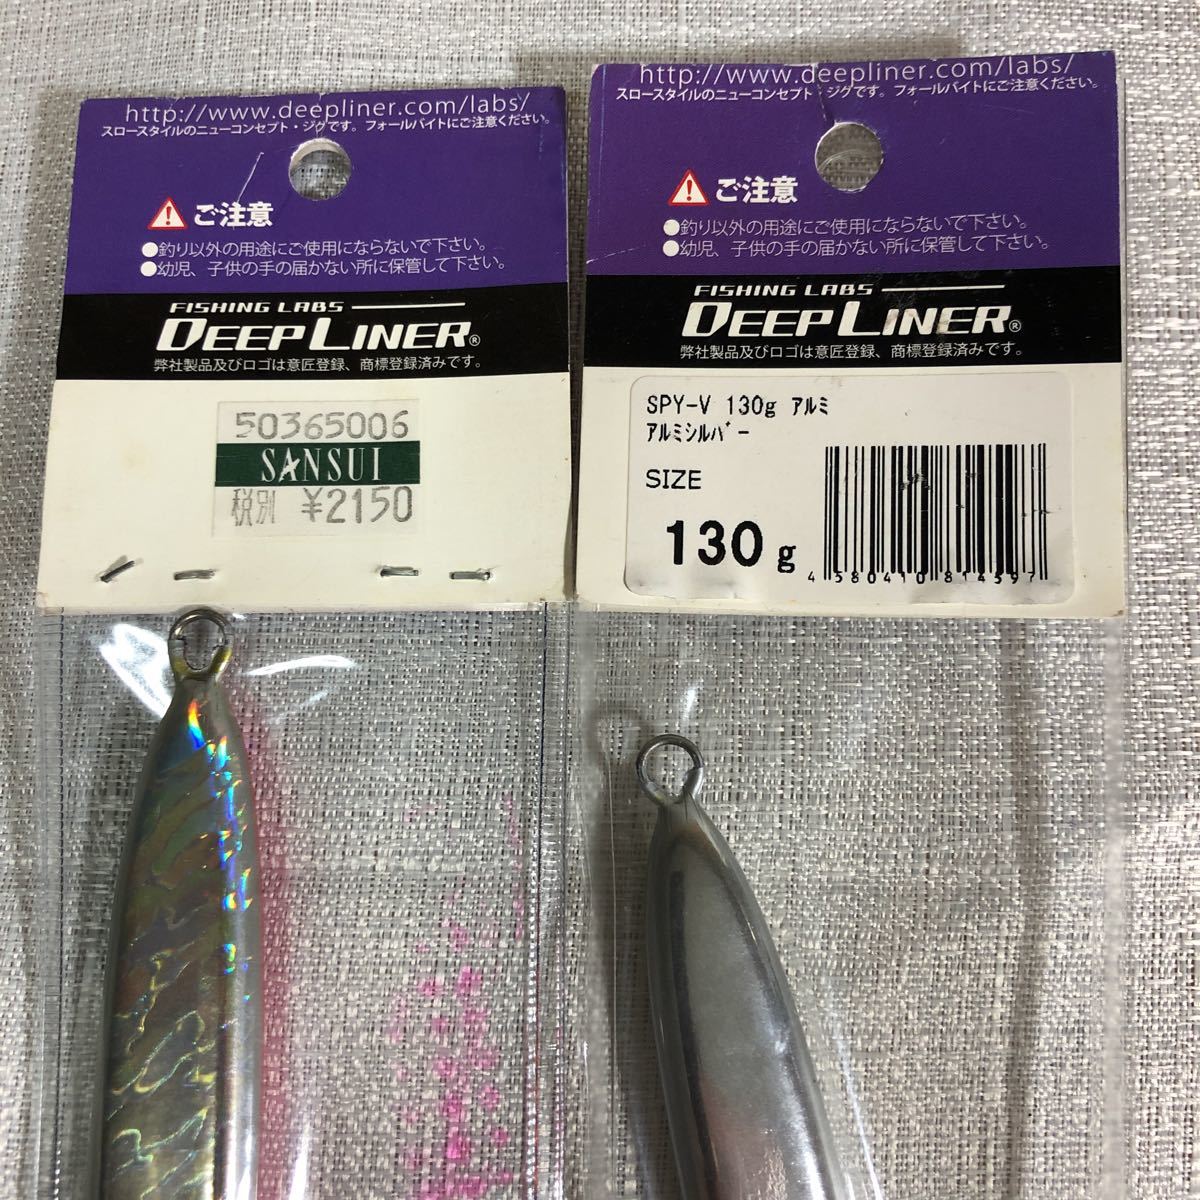 http://www.deepliner.com/labs/
スロースタイルのニューコンセプト・ジグです。フォールバイトにご注意ください。
ご注意
●釣り以外の用途にご使用にならないで下さい。
●幼児、子供の手の届かない所に保管して下さい。
FISHING LABS
DEEP LINER®
弊社製品及びロゴは意匠登録、商標登録済みです。
50365006
SANSUI
税別 ¥2150
http://www.deepliner.com/labs/
スロースタイルのニューコンセプト・ジグです。フォールバイトにご注意ください。
ご注意
●釣り以外の用途にご使用にならないで下さい。
●幼児、子供の手の届かない所に保管して下さい。
FISHING LABS
DEEP LINER®
弊社製品及びロゴは意匠登録、商標登録済みです。
SPY-V 130g アルミ
アルミシルバー
SIZE
130g
4580410814597